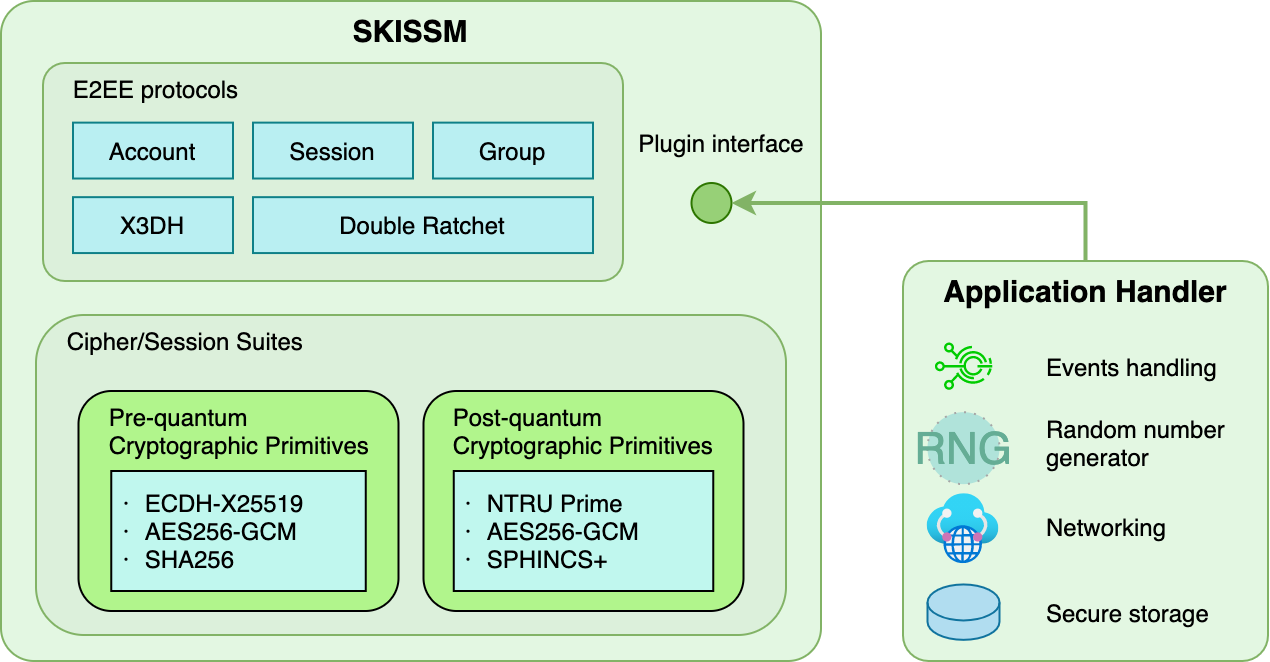 SKISSM
E2EE protocols
Account
Session
Group
X3DH
Double Ratchet
Plugin interface
Cipher/Session Suites
Pre-quantum
Cryptographic Primitives
· ECDH-X25519
· AES256-GCM
· SHA256
Post-quantum
Cryptographic Primitives
· NTRU Prime
· AES256-GCM
· SPHINCS+
Application Handler
Events handling
RNG
Random number
generator
Networking
Secure storage